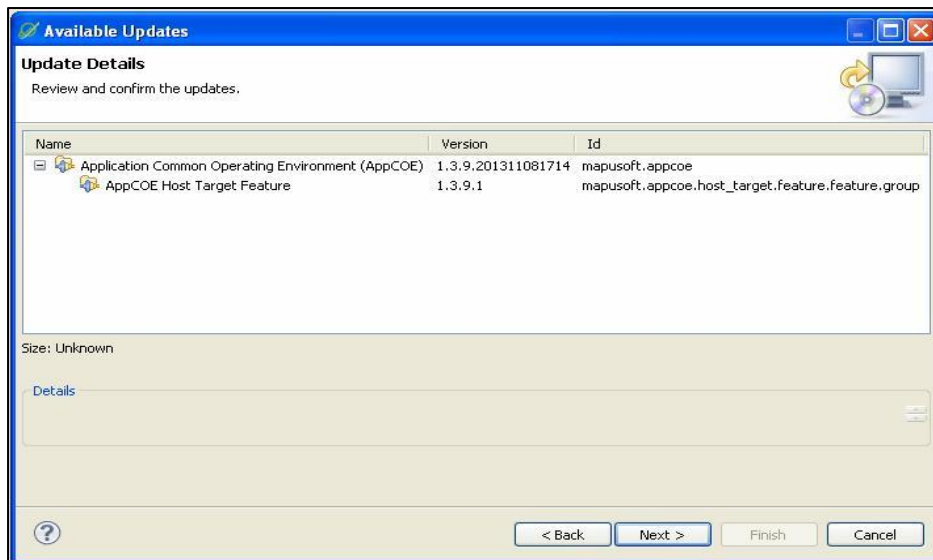 Available Updates
Update Details
Review and confirm the updates.
Name Version Id
Application Common Operating Environment (AppCOE) 1.3.9.201311081714 mapusoft.appcoe
AppCOE Host Target Feature 1.3.9.1 mapusoft.appcoe.host_target.feature.feature.group
Size: Unknown
Details
? < Back Next > Finish Cancel